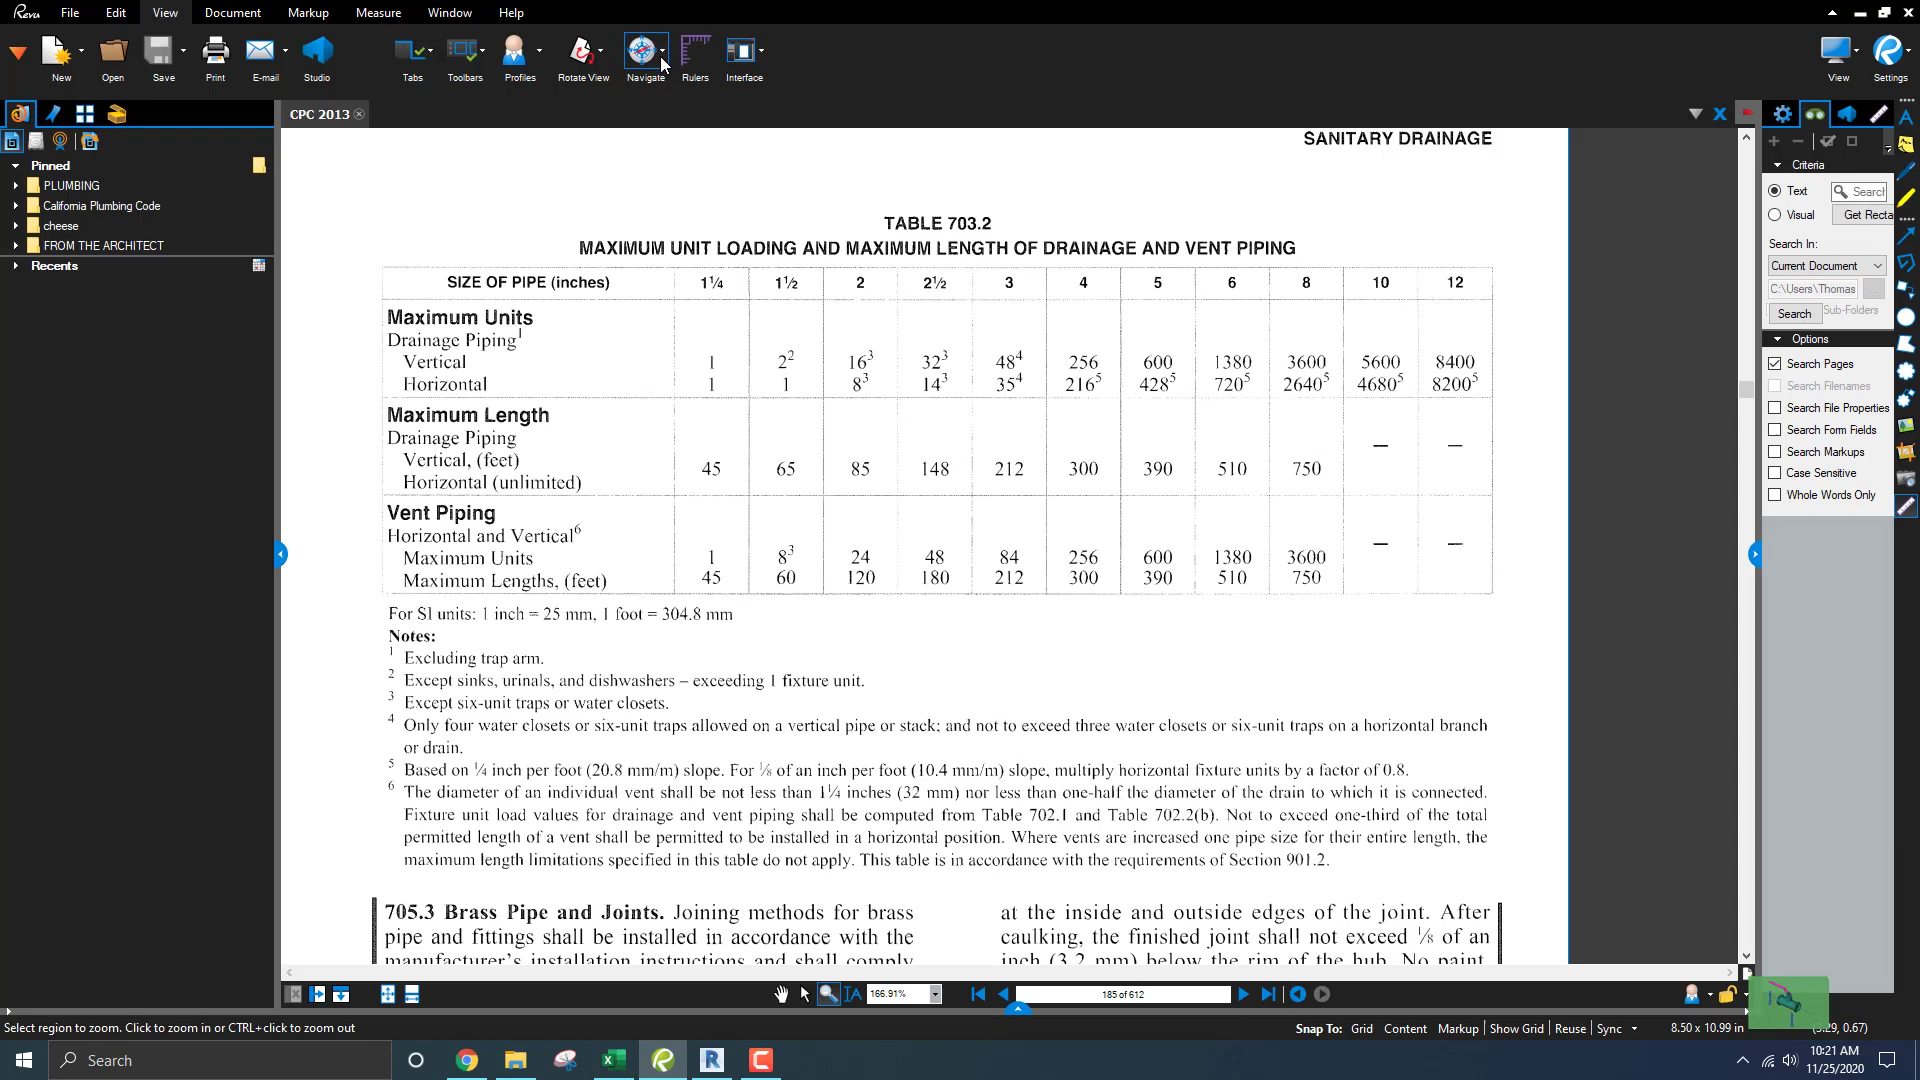 Revu File Edit View Document Markup Measure Window Help
New Open Save Print E-mail Studio Tabs Toolbars Profiles Rotate View Navigate Rulers Interface View Settings
CPC 2013
Pinned
PLUMBING
California Plumbing Code
cheese
FROM THE ARCHITECT
Recents
SANITARY DRAINAGE
TABLE 703.2
MAXIMUM UNIT LOADING AND MAXIMUM LENGTH OF DRAINAGE AND VENT PIPING
SIZE OF PIPE (inches) 1¼ 1½ 2 2½ 3 4 5 6 8 10 12
Maximum Units
Drainage Piping¹
Vertical 1 2² 16³ 32³ 48⁴ 256 600 1380 3600 5600 8400
Horizontal 1 1 8³ 14³ 35⁴ 216⁵ 428⁵ 720⁵ 2640⁵ 4680⁵ 8200⁵
Maximum Length
Drainage Piping — —
Vertical, (feet) 45 65 85 148 212 300 390 510 750
Horizontal (unlimited)
Vent Piping
Horizontal and Vertical⁶ — —
Maximum Units 1 8³ 24 48 84 256 600 1380 3600
Maximum Lengths, (feet) 45 60 120 180 212 300 390 510 750
For SI units: 1 inch = 25 mm, 1 foot = 304.8 mm
Notes:
¹ Excluding trap arm.
² Except sinks, urinals, and dishwashers – exceeding 1 fixture unit.
³ Except six-unit traps or water closets.
⁴ Only four water closets or six-unit traps allowed on a vertical pipe or stack; and not to exceed three water closets or six-unit traps on a horizontal branch
or drain.
⁵ Based on ¼ inch per foot (20.8 mm/m) slope. For ⅛ of an inch per foot (10.4 mm/m) slope, multiply horizontal fixture units by a factor of 0.8.
⁶ The diameter of an individual vent shall be not less than 1¼ inches (32 mm) nor less than one-half the diameter of the drain to which it is connected.
Fixture unit load values for drainage and vent piping shall be computed from Table 702.1 and Table 702.2(b). Not to exceed one-third of the total
permitted length of a vent shall be permitted to be installed in a horizontal position. Where vents are increased one pipe size for their entire length, the
maximum length limitations specified in this table do not apply. This table is in accordance with the requirements of Section 901.2.
705.3 Brass Pipe and Joints. Joining methods for brass
pipe and fittings shall be installed in accordance with the
manufacturer's installation instructions and shall comply
at the inside and outside edges of the joint. After
caulking, the finished joint shall not exceed ⅛ of an
inch (3.2 mm) below the rim of the hub. No paint,
Criteria
Text Search
Visual Get Recta
Search In:
Current Document
C:\Users\Thomas ...
Search Sub-Folders
Options
Search Pages
Search Filenames
Search File Properties
Search Form Fields
Search Markups
Case Sensitive
Whole Words Only
166.91% 185 of 612
Select region to zoom. Click to zoom in or CTRL+click to zoom out
Snap To: Grid Content Markup Show Grid Reuse Sync 8.50 x 10.99 in 0.67)
Search
10:21 AM
11/25/2020